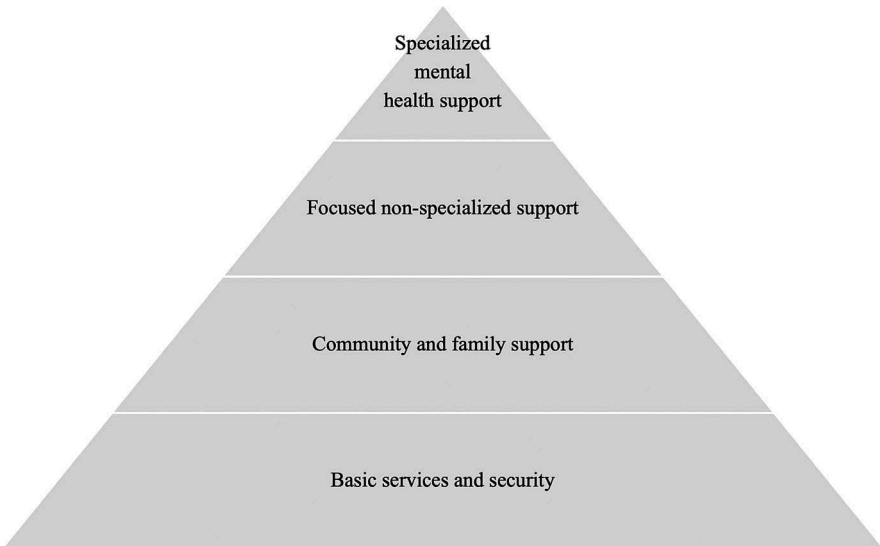 Specialized
mental
health support
Focused non-specialized support
Community and family support
Basic services and security